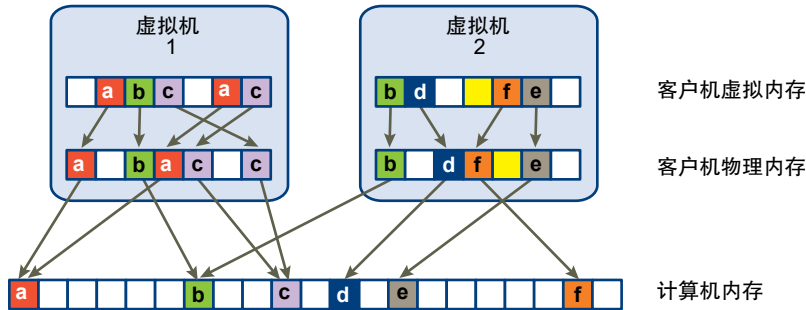 虚拟机
1
虚拟机
2
a b c a c
b d f e
客户机虚拟内存
a b a c c
b d f e
客户机物理内存
a b c d e f
计算机内存